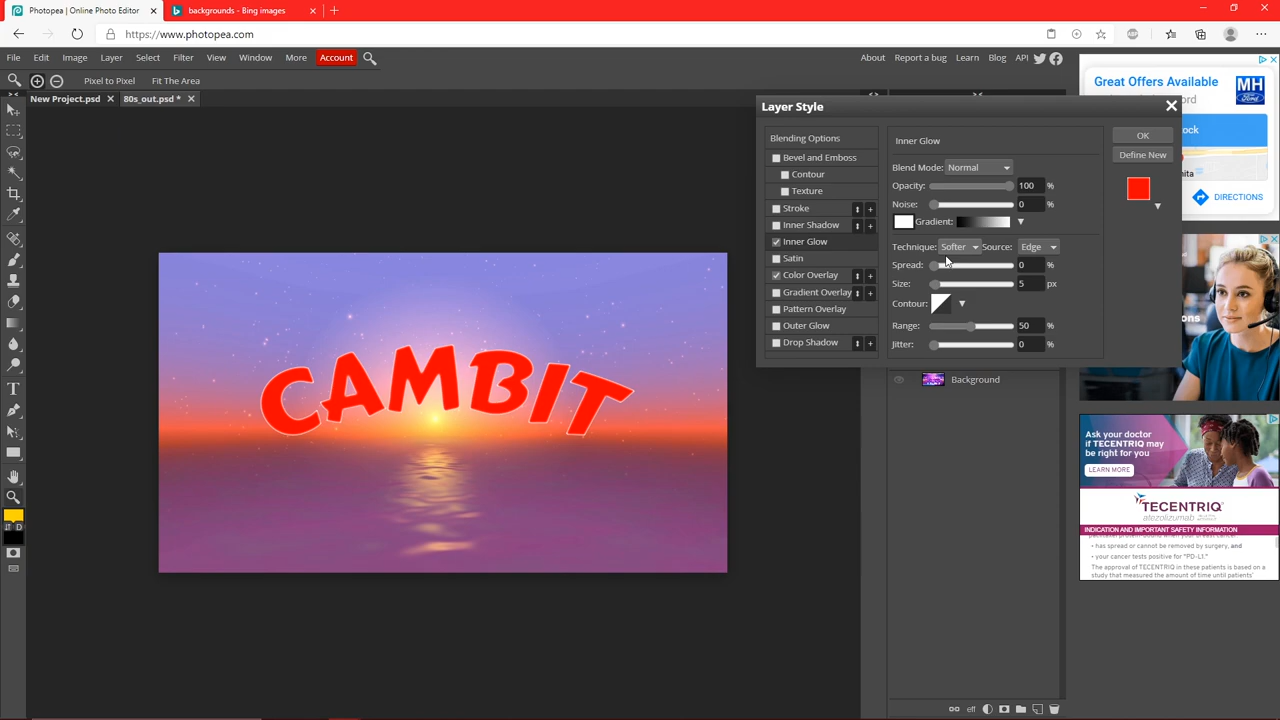 Photopea | Online Photo Editor
backgrounds - Bing images
https://www.photopea.com
File Edit Image Layer Select Filter View Window More Account
About Report a bug Learn Blog API
Pixel to Pixel Fit The Area
New Project.psd
80s_out.psd *
Layer Style
Blending Options
Bevel and Emboss
Contour
Texture
Stroke
Inner Shadow
Inner Glow
Satin
Color Overlay
Gradient Overlay
Pattern Overlay
Outer Glow
Drop Shadow
Inner Glow
Blend Mode: Normal
Opacity: 100 %
Noise: 0 %
Gradient:
Technique: Softer Source: Edge
Spread: 0 %
Size: 5 px
Contour:
Range: 50 %
Jitter: 0 %
OK
Define New
Background
eff
CAMBIT
Great Offers Available
MH
Ford
DIRECTIONS
Ask your doctor
if TECENTRIQ may
be right for you
LEARN MORE
TECENTRIQ
atezolizumab
INDICATION AND IMPORTANT SAFETY INFORMATION
• has spread or cannot be removed by surgery, and
• your cancer tests positive for "PD-L1."
The approval of TECENTRIQ in these patients is based on a
study that measured the amount of time until patients'